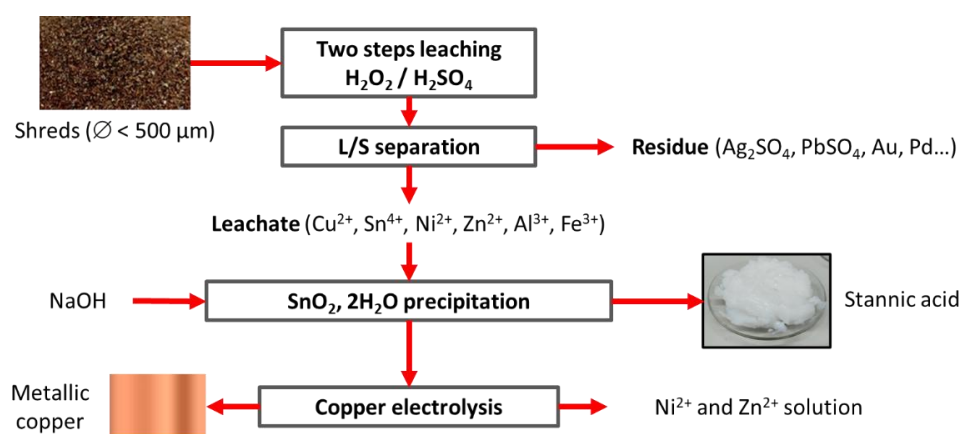 Two steps leaching
H₂O₂ / H₂SO₄
Shreds (∅ < 500 µm)
L/S separation
Residue (Ag₂SO₄, PbSO₄, Au, Pd...)
Leachate (Cu²⁺, Sn⁴⁺, Ni²⁺, Zn²⁺, Al³⁺, Fe³⁺)
NaOH
SnO₂, 2H₂O precipitation
Stannic acid
Metallic
copper
Copper electrolysis
Ni²⁺ and Zn²⁺ solution